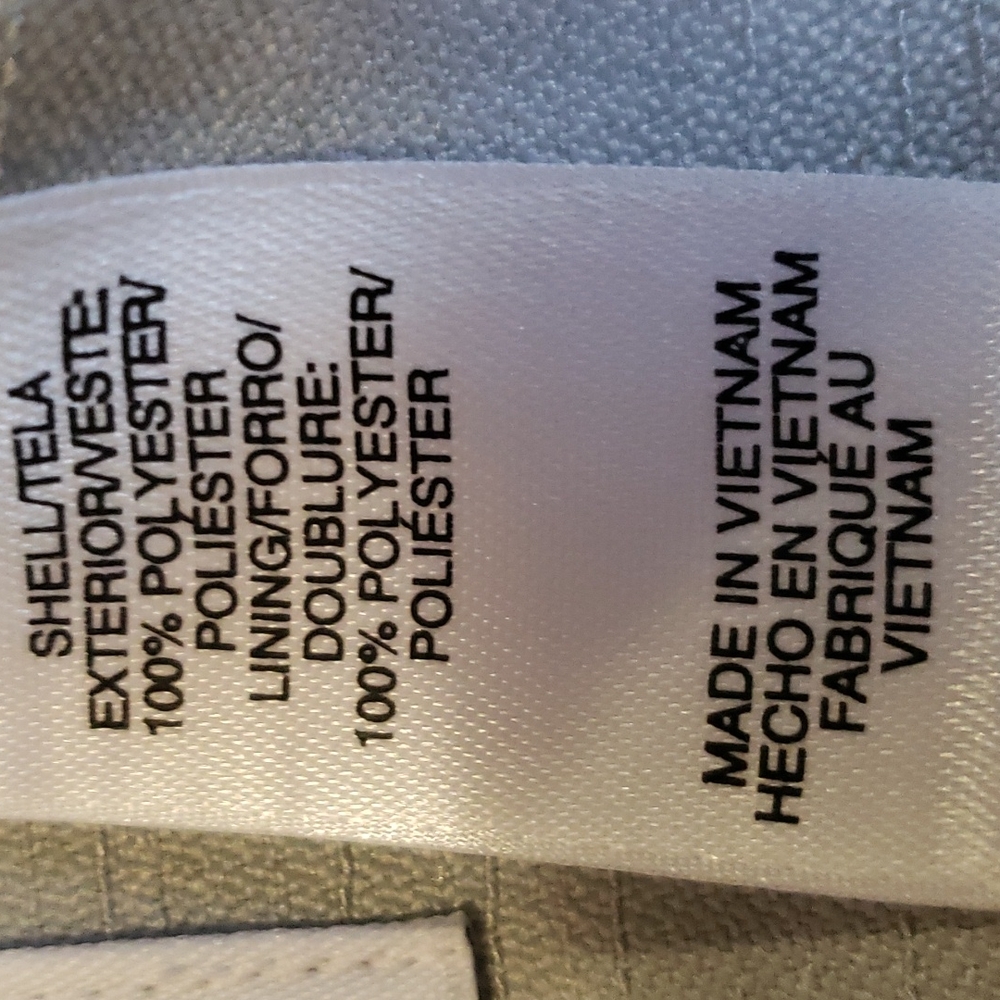 SHELL/TELA
EXTERIOR/VESTE:
100% POLYESTER/
POLIÉSTER
LINING/FORRO/
DOUBLURE:
100% POLYESTER/
POLIÉSTER
MADE IN VIETNAM
HECHO EN VIETNAM
FABRIQUÉ AU
VIETNAM